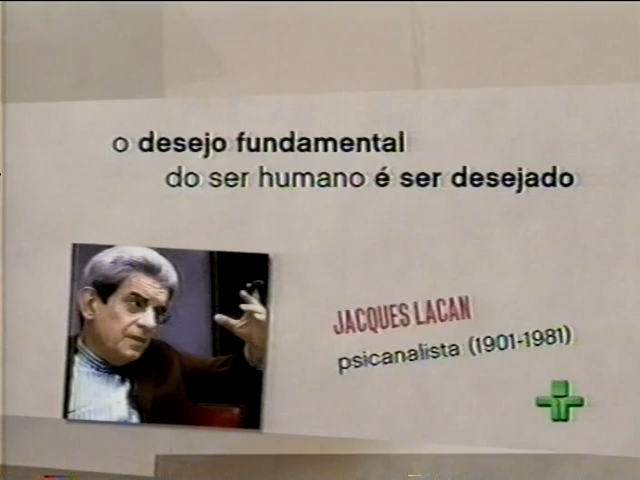 o desejo fundamental
do ser humano é ser desejado
JACQUES LACAN
psicanalista (1901-1981)